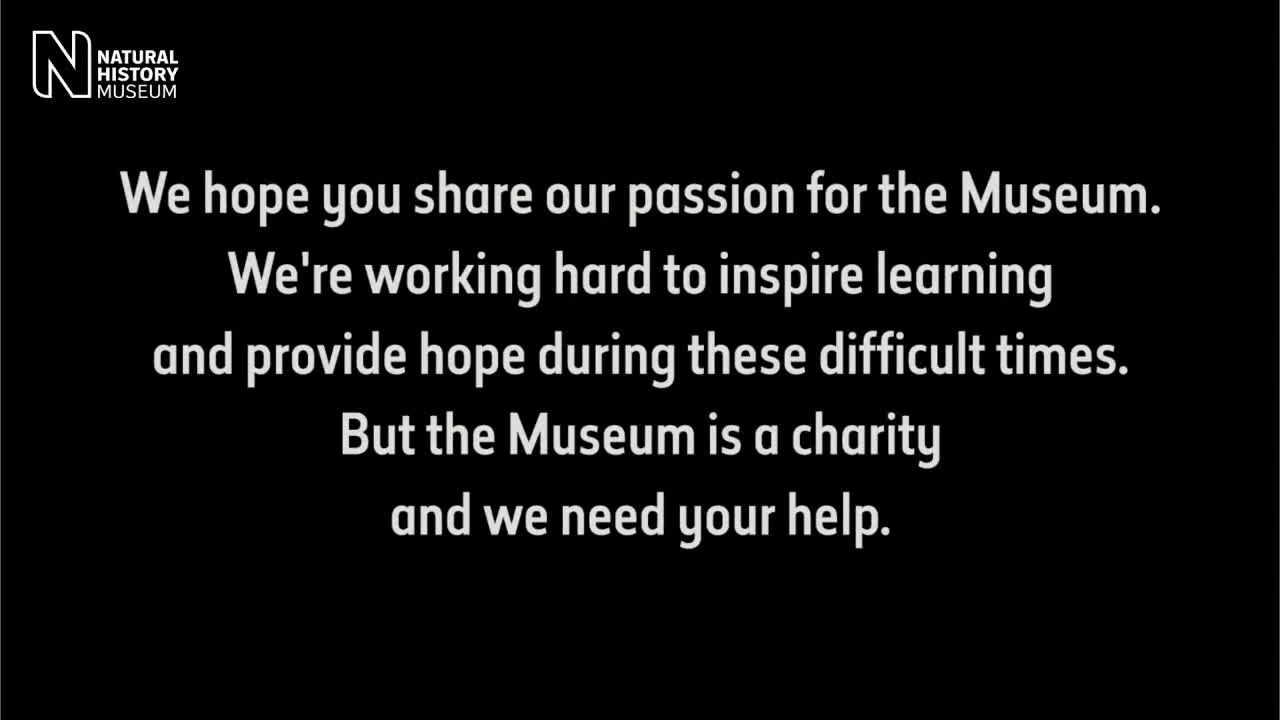 NATURAL
HISTORY
MUSEUM
We hope you share our passion for the Museum.
We're working hard to inspire learning
and provide hope during these difficult times.
But the Museum is a charity
and we need your help.